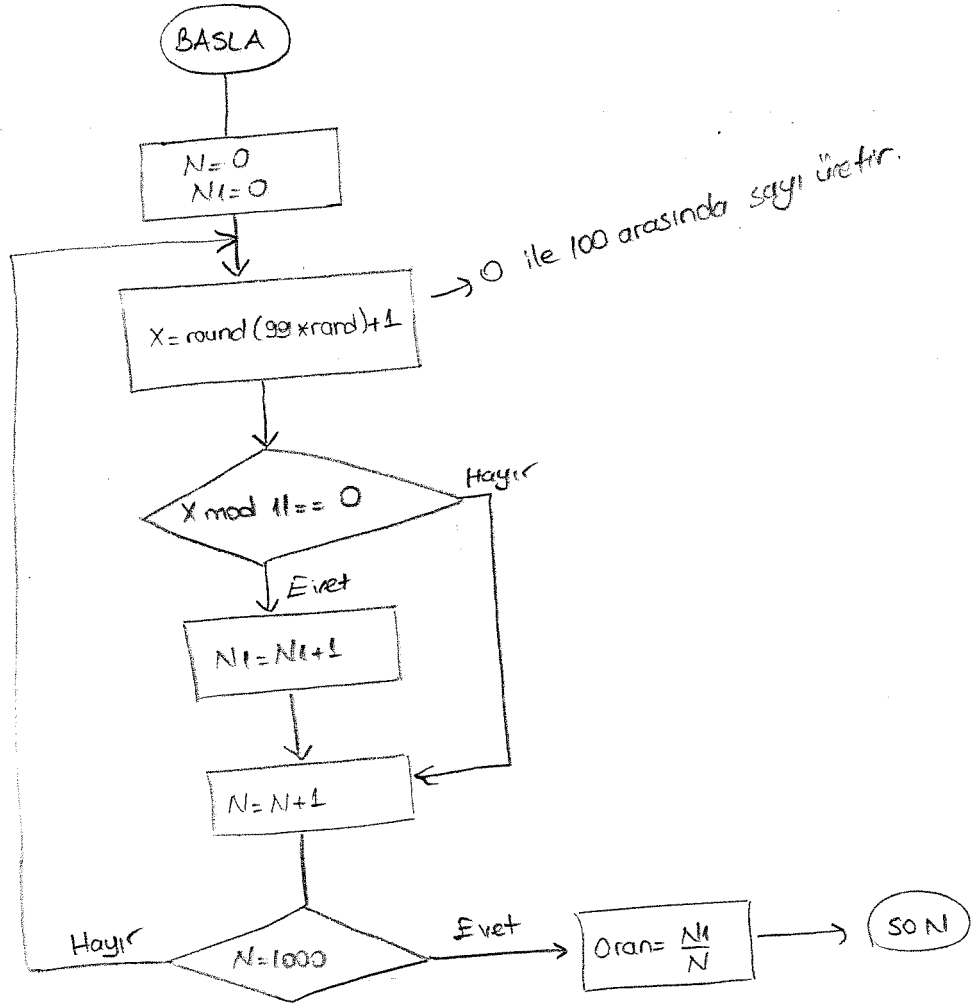 BASLA
N=0
N1=0
X=round(99*rand)+1
0 ile 100 arasında sayı üretir.
X mod 11==0
Hayır
Evet
N1=N1+1
N=N+1
Hayır
N=1000
Evet
Oran=N1/N
SON